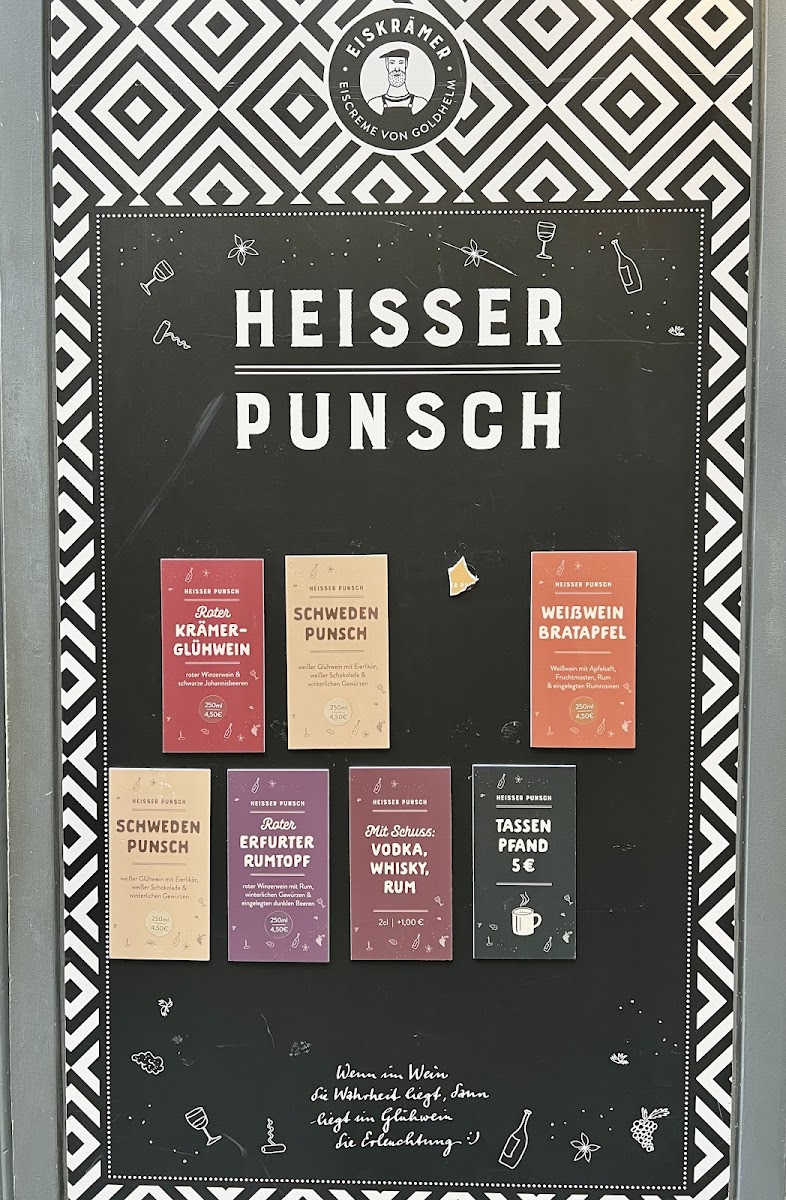 EISKRÄMER
EISCREME VON GOLDHELM
HEISSER
PUNSCH
HEISSER PUNSCH
Roter
KRÄMER-
GLÜHWEIN
roter Winzerwein &
schwarze Johannisbeeren
250ml
4,50€
HEISSER PUNSCH
SCHWEDEN
PUNSCH
weißer Glühwein mit Eierlikör,
weißer Schokolade &
winterlichen Gewürzen
250ml
4,50€
HEISSER PUNSCH
WEIßWEIN
BRATAPFEL
Weißwein mit Apfelsaft,
Fruchtmosten, Rum
& eingelegten Rumrosinen
250ml
4,50€
HEISSER PUNSCH
SCHWEDEN
PUNSCH
weißer Glühwein mit Eierlikör,
weißer Schokolade &
winterlichen Gewürzen
250ml
4,50€
HEISSER PUNSCH
Roter
ERFURTER
RUMTOPF
roter Winzerwein mit Rum,
winterlichen Gewürzen &
eingelegten dunklen Beeren
250ml
4,50€
HEISSER PUNSCH
Mit Schuss:
VODKA,
WHISKY,
RUM
2cl | +1,00 €
HEISSER PUNSCH
TASSEN
PFAND
5 €
Wenn im Wein
die Wahrheit liegt, dann
liegt im Glühwein
die Erleuchtung :)